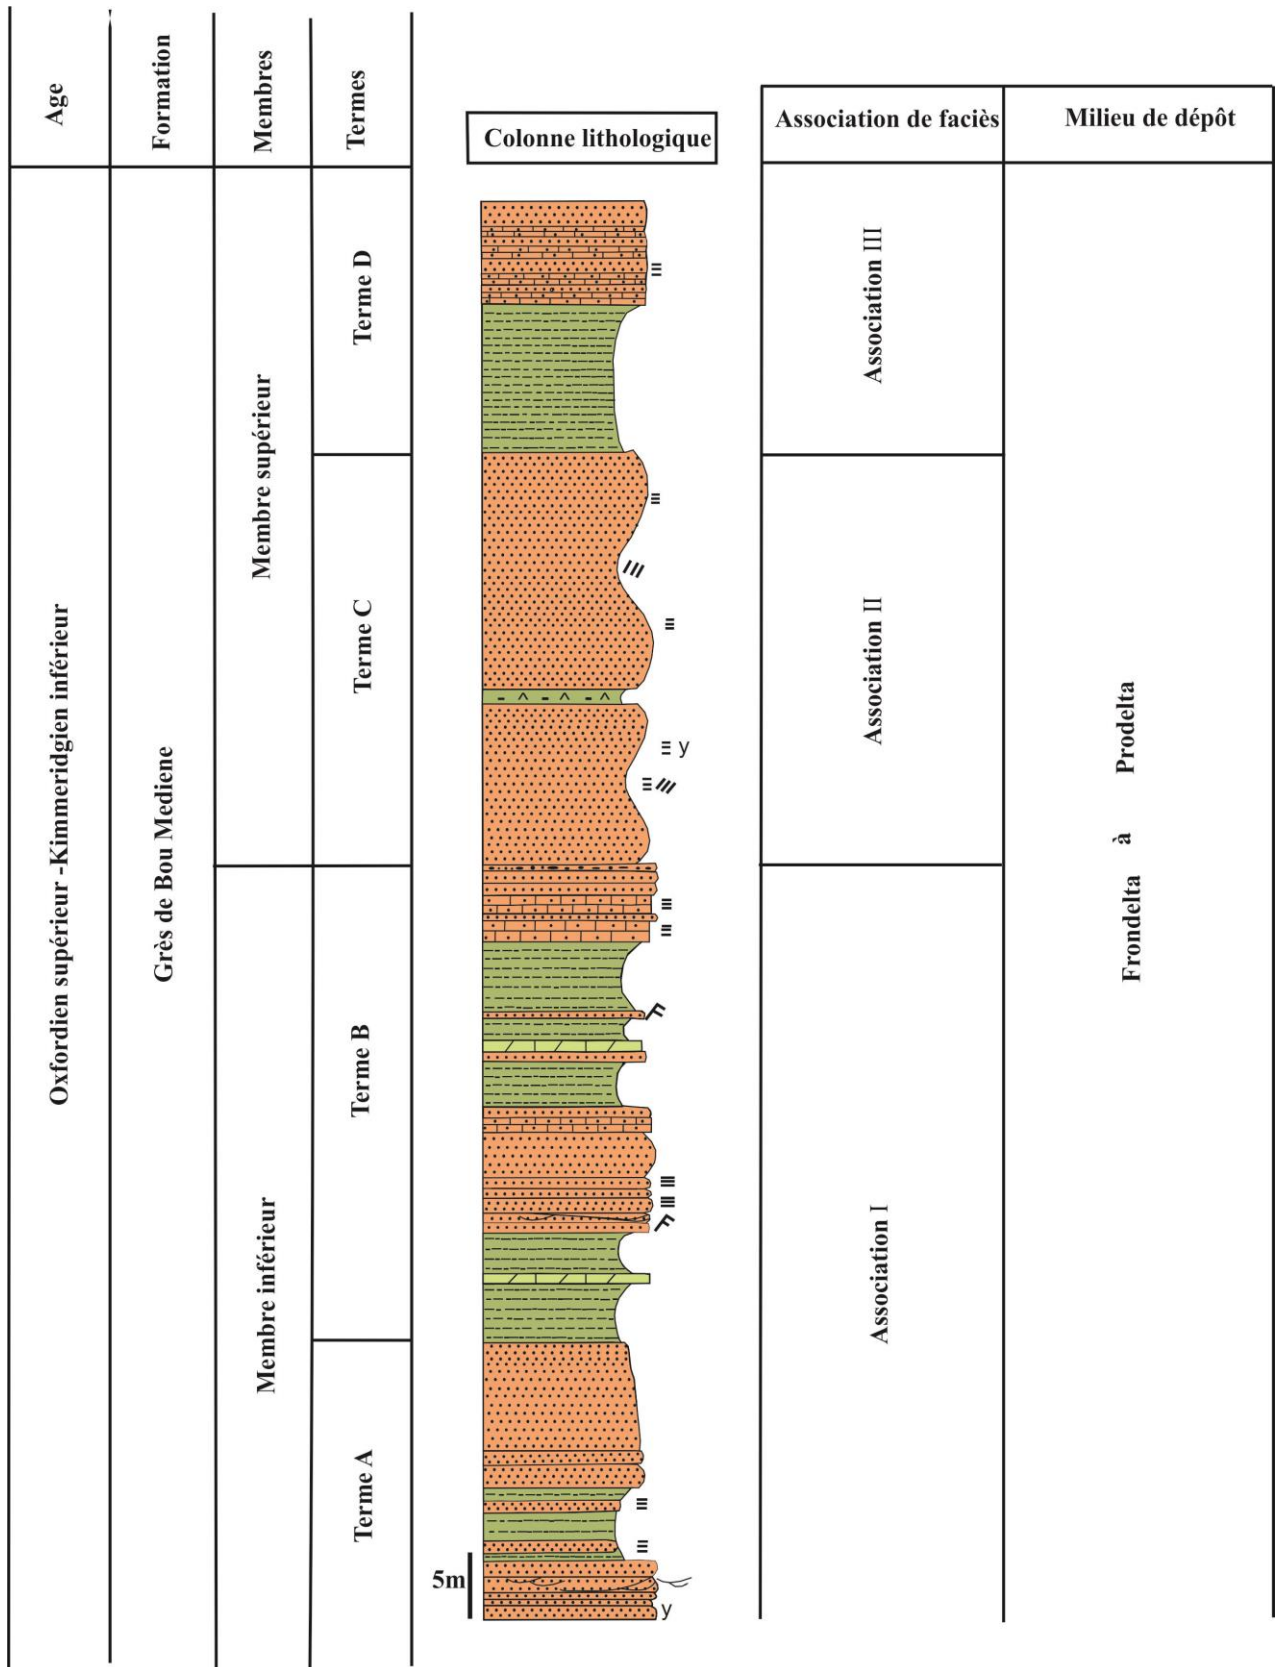 Age
Formation
Membres
Termes
Colonne lithologique
Association de faciès
Milieu de dépôt
Oxfordien supérieur -Kimmeridgien inférieur
Grès de Bou Mediene
Membre supérieur
Membre inférieur
Terme D
Terme C
Terme B
Terme A
y
y
5m
Association III
Association II
Association I
Frondelta à Prodelta